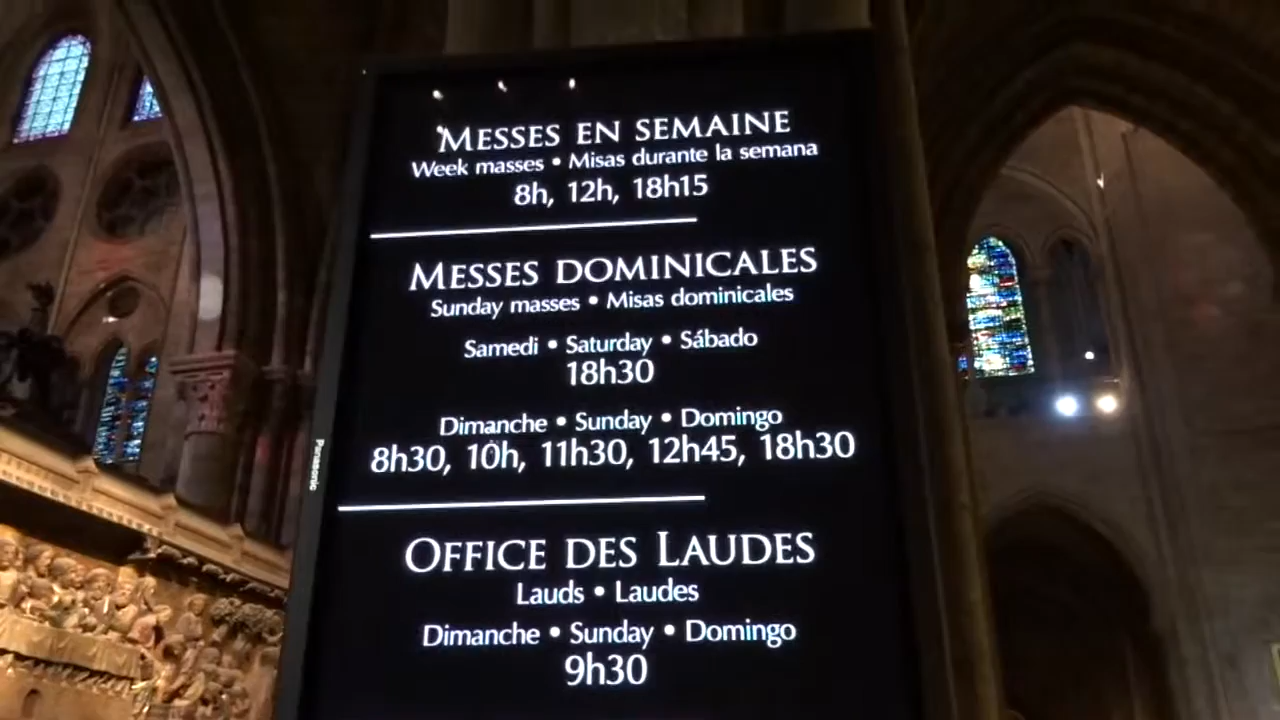 MESSES EN SEMAINE
Week masses • Misas durante la semana
8h, 12h, 18h15
MESSES DOMINICALES
Sunday masses • Misas dominicales
Samedi • Saturday • Sábado
18h30
Dimanche • Sunday • Domingo
8h30, 10h, 11h30, 12h45, 18h30
OFFICE DES LAUDES
Lauds • Laudes
Dimanche • Sunday • Domingo
9h30
Panasonic